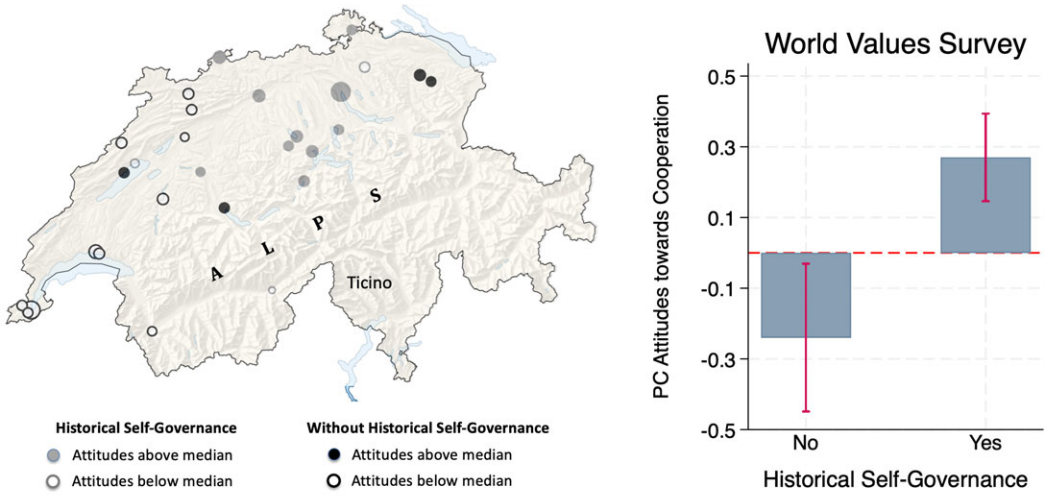 A L P S
Ticino
Historical Self-Governance
Attitudes above median
Attitudes below median
Without Historical Self-Governance
Attitudes above median
Attitudes below median
World Values Survey
PC Attitudes towards Cooperation
0.5
0.3
0.1
-0.1
-0.3
-0.5
No Yes
Historical Self-Governance